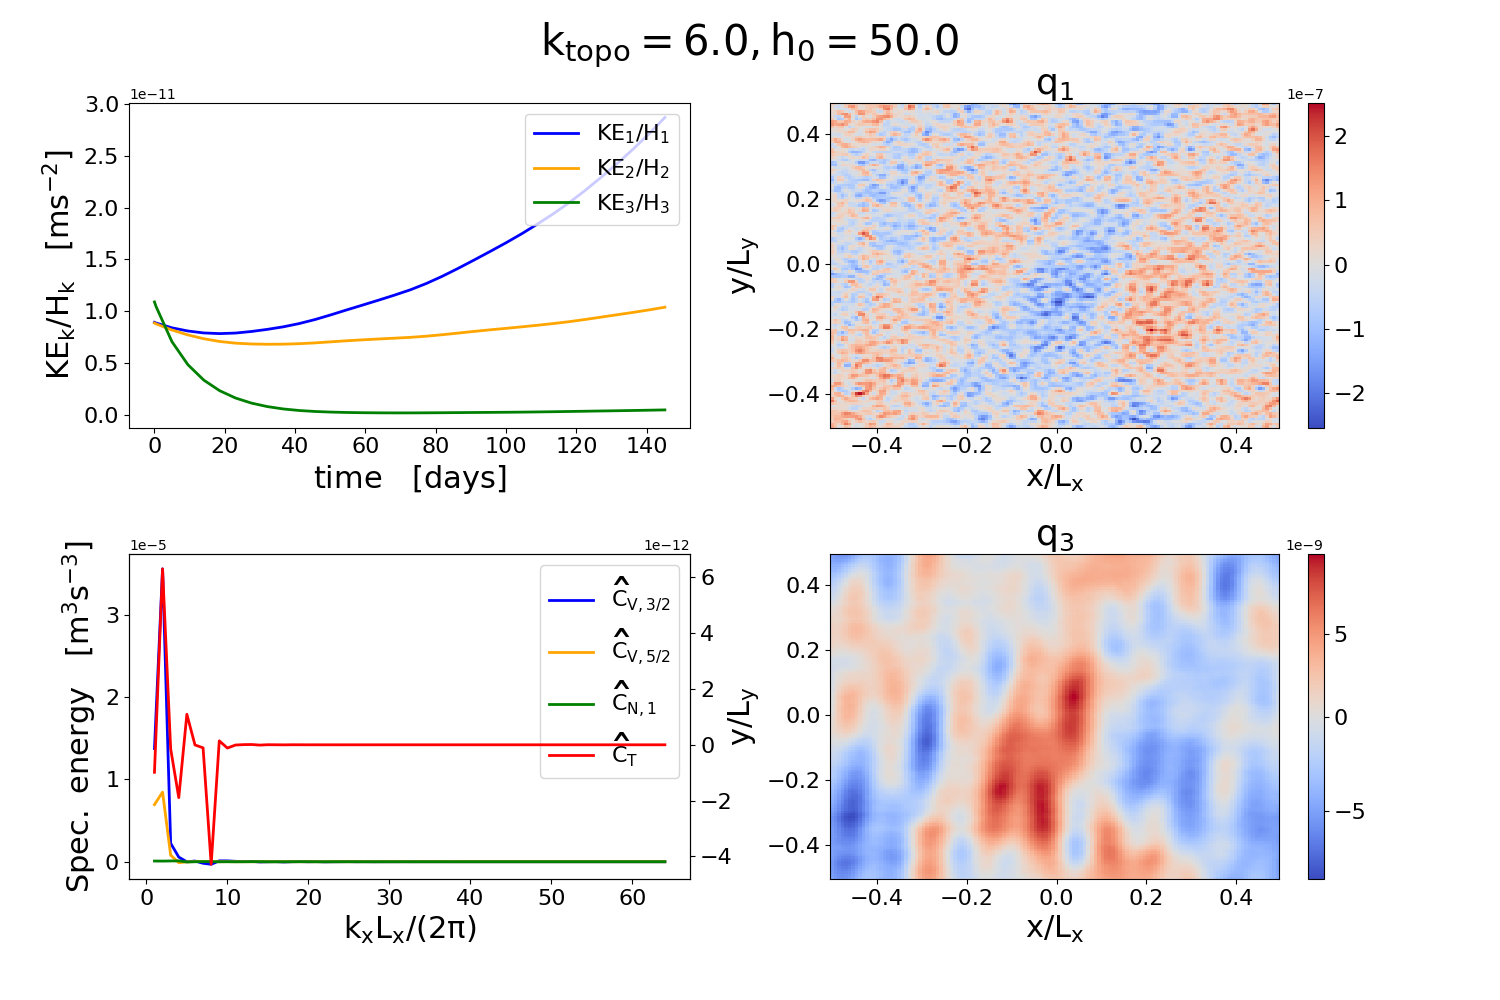 k_topo = 6.0, h_0 = 50.0
1e−11
3.0
2.5
2.0
1.5
1.0
0.5
0.0
KE_k/H_k [ms^−2]
KE_1/H_1
KE_2/H_2
KE_3/H_3
0 20 40 60 80 100 120 140
time [days]
q_1
1e−7
0.4
0.2
0.0
−0.2
−0.4
y/L_y
−0.4 −0.2 0.0 0.2 0.4
x/L_x
2
1
0
−1
−2
1e−5
1e−12
3
2
1
0
Spec. energy [m^3s^−3]
Ĉ_V,3/2
Ĉ_V,5/2
Ĉ_N,1
Ĉ_T
6
4
2
0
−2
−4
0 10 20 30 40 50 60
k_xL_x/(2π)
q_3
1e−9
0.4
0.2
0.0
−0.2
−0.4
y/L_y
−0.4 −0.2 0.0 0.2 0.4
x/L_x
5
0
−5